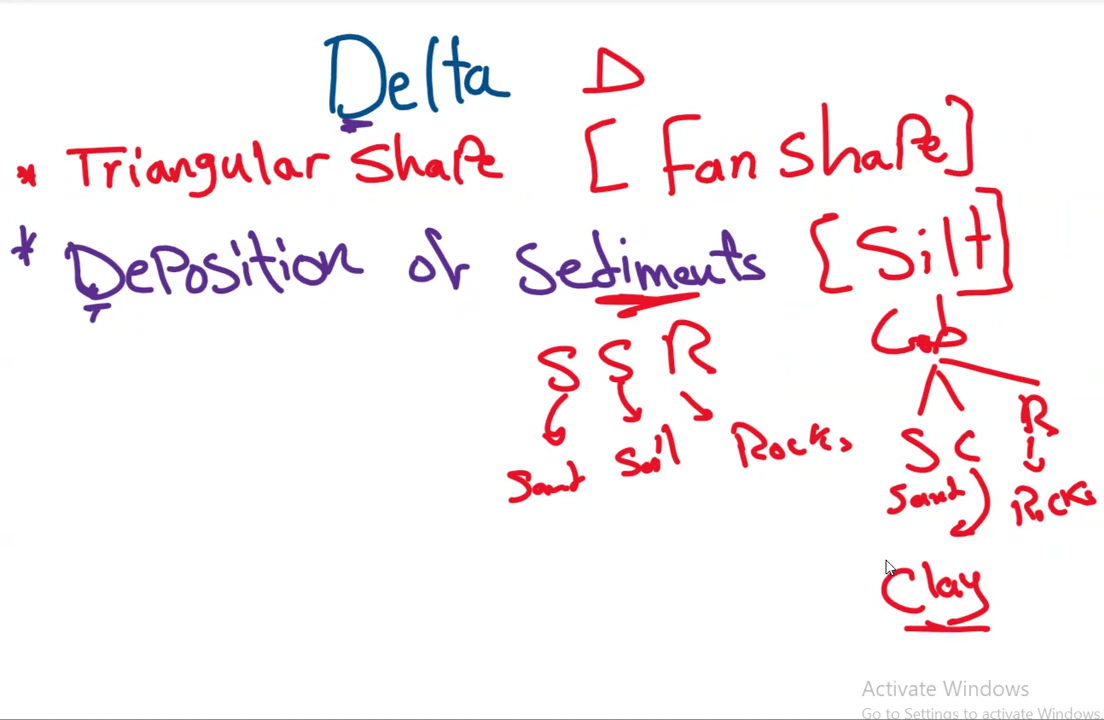 Delta D
* Triangular Shape [Fan Shape]
* Deposition of Sediments [Silt]
S S R
Sand Soil Rocks
S C R
Sand Rocks
Clay
Activate Windows
Go to Settings to activate Windows.